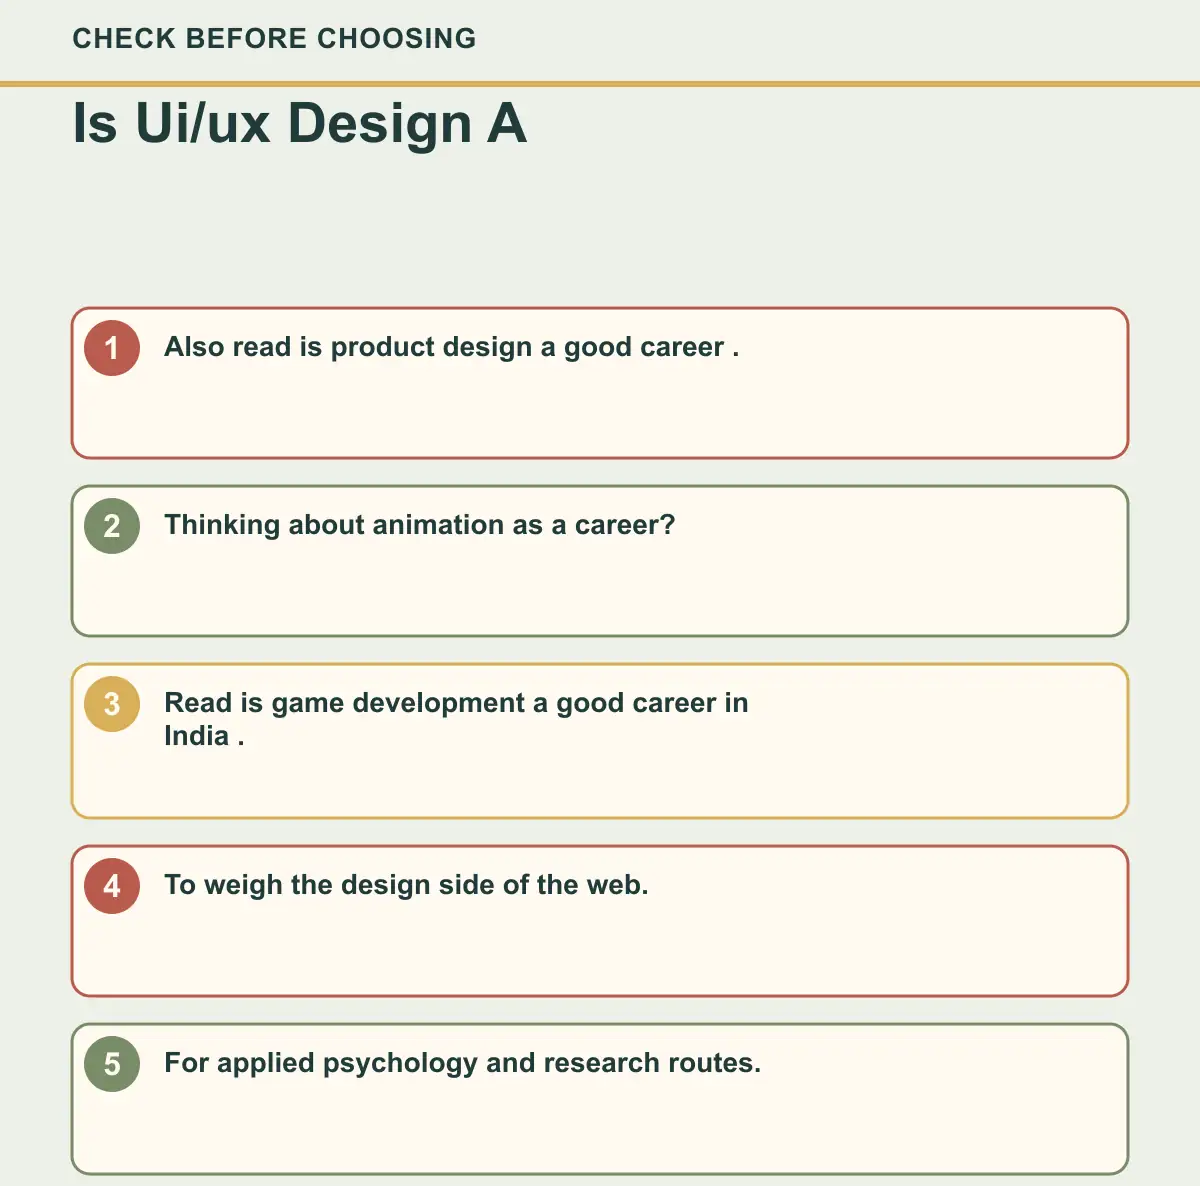 CHECK BEFORE CHOOSING
Is Ui/ux Design A
1
Also read is product design a good career .
2
Thinking about animation as a career?
3
Read is game development a good career in
India .
4
To weigh the design side of the web.
5
For applied psychology and research routes.